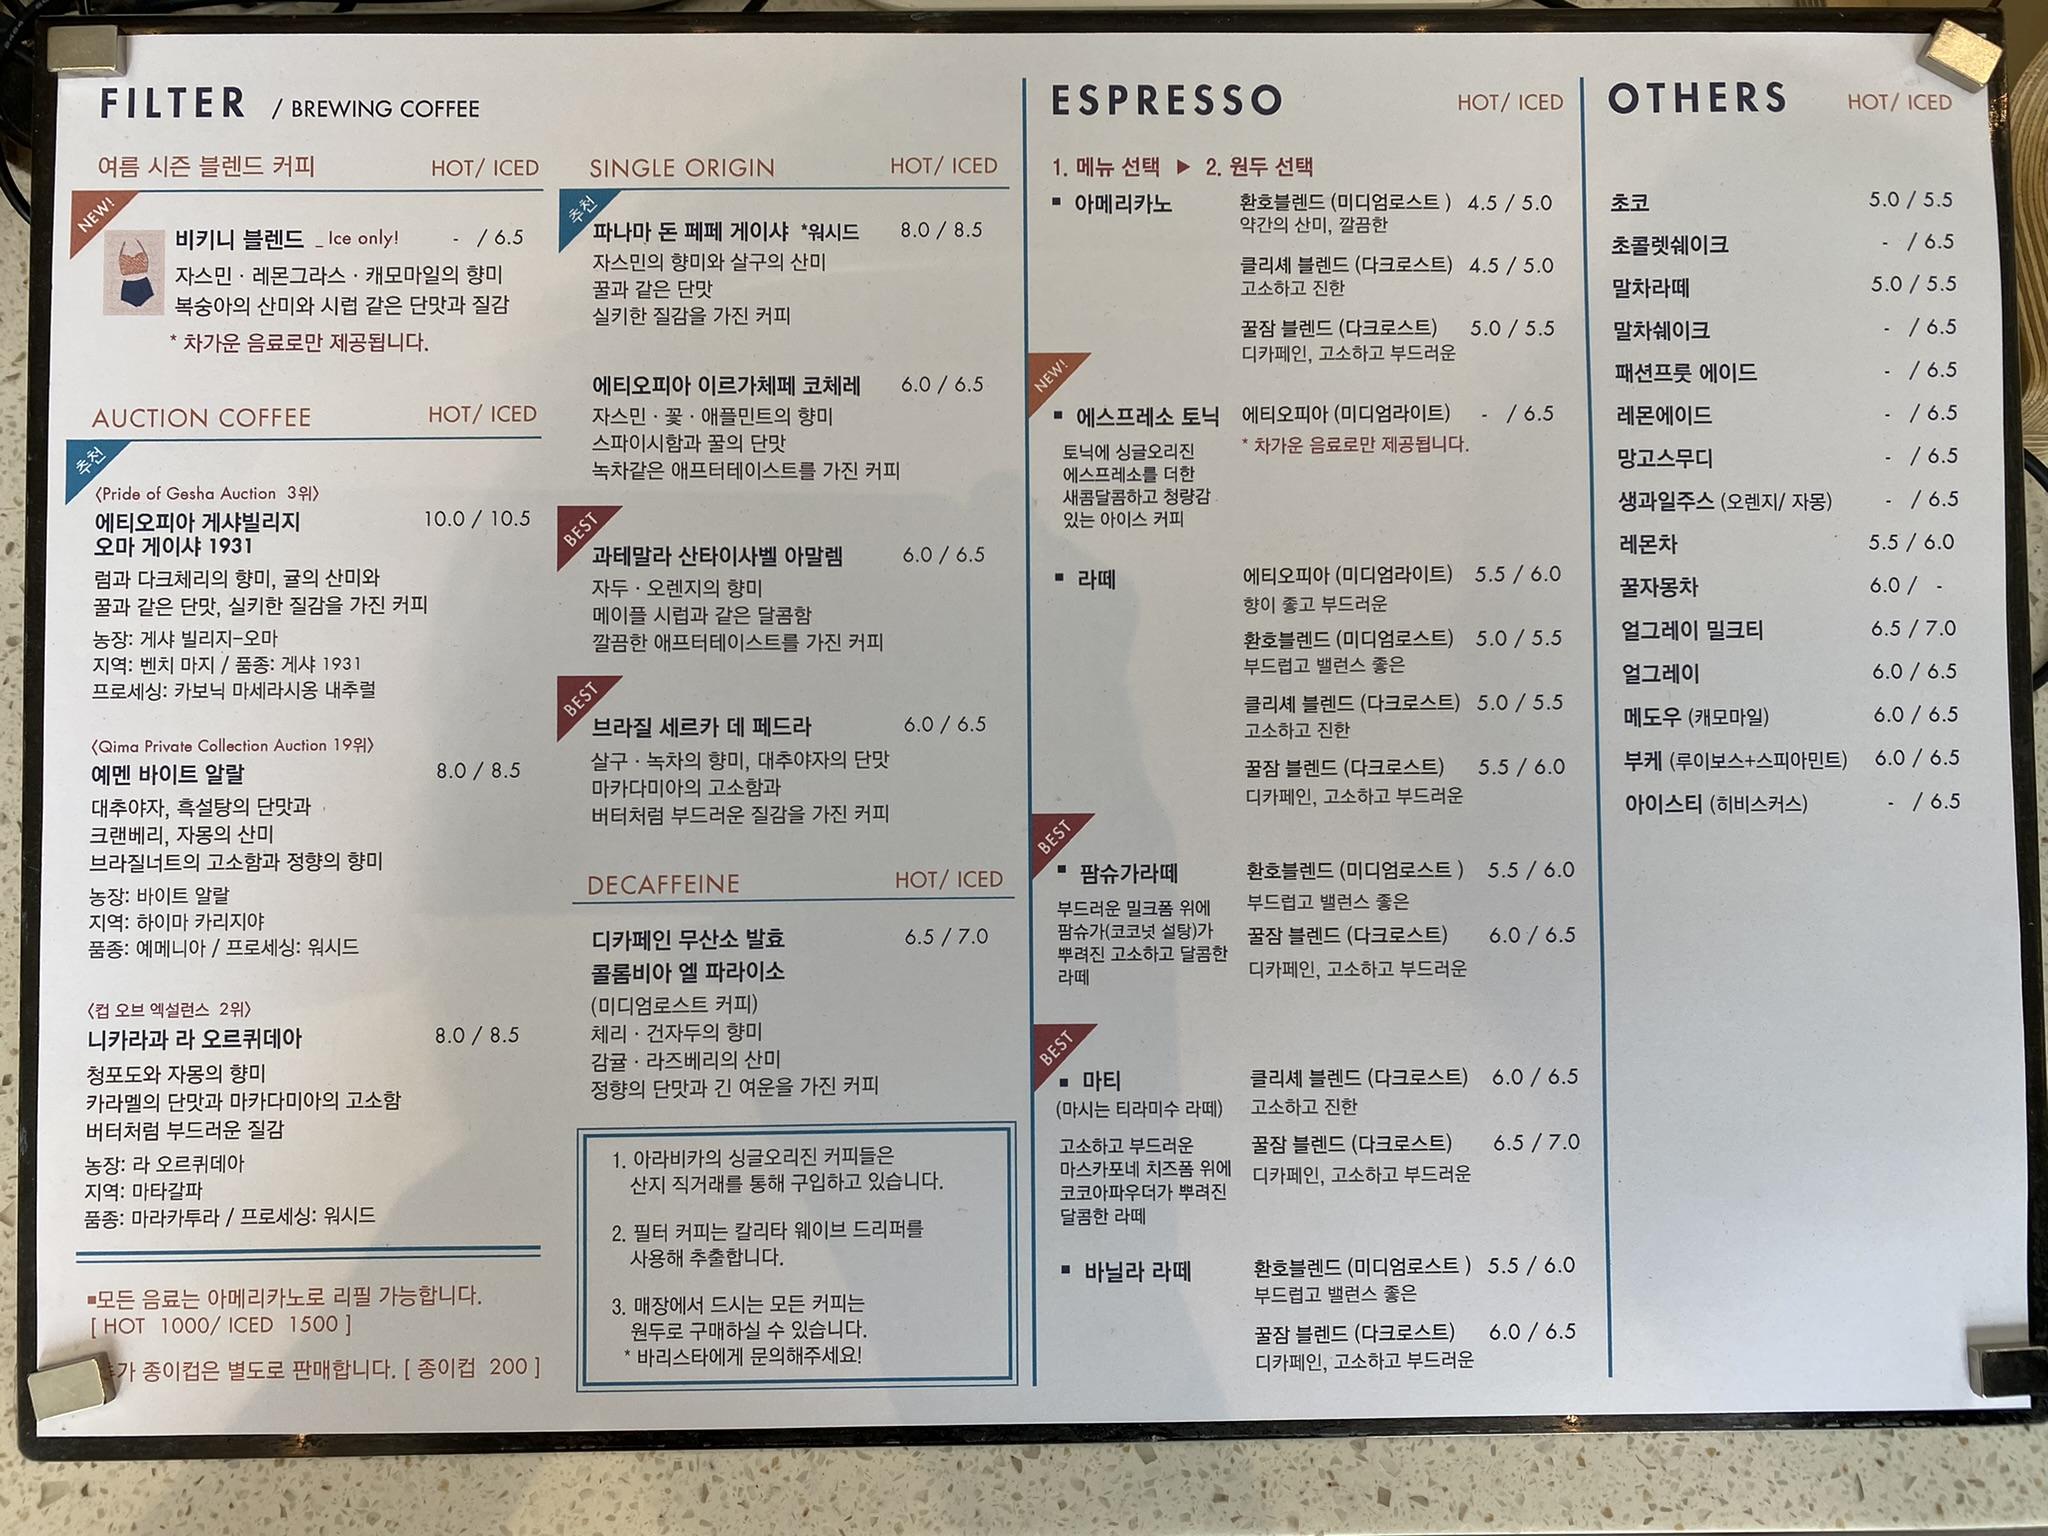 FILTER / BREWING COFFEE
여름 시즌 블렌드 커피 HOT/ ICED
NEW!
비키니 블렌드 _ Ice only! - / 6.5
자스민 · 레몬그라스 · 캐모마일의 향미
복숭아의 산미와 시럽 같은 단맛과 질감
* 차가운 음료로만 제공됩니다.
AUCTION COFFEE HOT/ ICED
추천
〈Pride of Gesha Auction 3위〉
에티오피아 게샤빌리지 10.0 / 10.5
오마 게이샤 1931
럼과 다크체리의 향미, 귤의 산미와
꿀과 같은 단맛, 실키한 질감을 가진 커피
농장: 게샤 빌리지-오마
지역: 벤치 마지 / 품종: 게샤 1931
프로세싱: 카보닉 마세라시옹 내추럴
〈Qima Private Collection Auction 19위〉
예멘 바이트 알랄 8.0 / 8.5
대추야자, 흑설탕의 단맛과
크랜베리, 자몽의 산미
브라질너트의 고소함과 정향의 향미
농장: 바이트 알랄
지역: 하이마 카리지야
품종: 예메니아 / 프로세싱: 워시드
〈컵 오브 엑설런스 2위〉
니카라과 라 오르퀴데아 8.0 / 8.5
청포도와 자몽의 향미
카라멜의 단맛과 마카다미아의 고소함
버터처럼 부드러운 질감
농장: 라 오르퀴데아
지역: 마타갈파
품종: 마라카투라 / 프로세싱: 워시드
■모든 음료는 아메리카노로 리필 가능합니다.
[ HOT 1000/ ICED 1500 ]
종이컵은 별도로 판매합니다. [ 종이컵 200 ]
SINGLE ORIGIN HOT/ ICED
추천
파나마 돈 페페 게이샤 *워시드 8.0 / 8.5
자스민의 향미와 살구의 산미
꿀과 같은 단맛
실키한 질감을 가진 커피
에티오피아 이르가체페 코체레 6.0 / 6.5
자스민 · 꽃 · 애플민트의 향미
스파이시함과 꿀의 단맛
녹차같은 애프터테이스트를 가진 커피
BEST
과테말라 산타이사벨 아말렘 6.0 / 6.5
자두 · 오렌지의 향미
메이플 시럽과 같은 달콤함
깔끔한 애프터테이스트를 가진 커피
BEST
브라질 세르카 데 페드라 6.0 / 6.5
살구 · 녹차의 향미, 대추야자의 단맛
마카다미아의 고소함과
버터처럼 부드러운 질감을 가진 커피
DECAFFEINE HOT/ ICED
디카페인 무산소 발효 6.5 / 7.0
콜롬비아 엘 파라이소
(미디엄로스트 커피)
체리 · 건자두의 향미
감귤 · 라즈베리의 산미
정향의 단맛과 긴 여운을 가진 커피
1. 아라비카의 싱글오리진 커피들은
산지 직거래를 통해 구입하고 있습니다.
2. 필터 커피는 칼리타 웨이브 드리퍼를
사용해 추출합니다.
3. 매장에서 드시는 모든 커피는
원두로 구매하실 수 있습니다.
* 바리스타에게 문의해주세요!
ESPRESSO HOT/ ICED
1. 메뉴 선택 ▶ 2. 원두 선택
▪ 아메리카노 환호블렌드 (미디엄로스트 ) 4.5 / 5.0
약간의 산미, 깔끔한
클리셰 블렌드 (다크로스트) 4.5 / 5.0
고소하고 진한
꿀잠 블렌드 (다크로스트) 5.0 / 5.5
디카페인, 고소하고 부드러운
NEW!
▪ 에스프레소 토닉 에티오피아 (미디엄라이트) - / 6.5
* 차가운 음료로만 제공됩니다.
토닉에 싱글오리진
에스프레소를 더한
새콤달콤하고 청량감
있는 아이스 커피
▪ 라떼 에티오피아 (미디엄라이트) 5.5 / 6.0
향이 좋고 부드러운
환호블렌드 (미디엄로스트) 5.0 / 5.5
부드럽고 밸런스 좋은
클리셰 블렌드 (다크로스트) 5.0 / 5.5
고소하고 진한
꿀잠 블렌드 (다크로스트) 5.5 / 6.0
디카페인, 고소하고 부드러운
BEST
▪ 팜슈가라떼 환호블렌드 (미디엄로스트 ) 5.5 / 6.0
부드럽고 밸런스 좋은
꿀잠 블렌드 (다크로스트) 6.0 / 6.5
디카페인, 고소하고 부드러운
부드러운 밀크폼 위에
팜슈가(코코넛 설탕)가
뿌려진 고소하고 달콤한
라떼
BEST
▪ 마티 클리셰 블렌드 (다크로스트) 6.0 / 6.5
(마시는 티라미수 라떼) 고소하고 진한
꿀잠 블렌드 (다크로스트) 6.5 / 7.0
디카페인, 고소하고 부드러운
고소하고 부드러운
마스카포네 치즈폼 위에
코코아파우더가 뿌려진
달콤한 라떼
▪ 바닐라 라떼 환호블렌드 (미디엄로스트 ) 5.5 / 6.0
부드럽고 밸런스 좋은
꿀잠 블렌드 (다크로스트) 6.0 / 6.5
디카페인, 고소하고 부드러운
OTHERS HOT/ ICED
초코 5.0 / 5.5
초콜렛쉐이크 - / 6.5
말차라떼 5.0 / 5.5
말차쉐이크 - / 6.5
패션프룻 에이드 - / 6.5
레몬에이드 - / 6.5
망고스무디 - / 6.5
생과일주스 (오렌지/ 자몽) - / 6.5
레몬차 5.5 / 6.0
꿀자몽차 6.0 / -
얼그레이 밀크티 6.5 / 7.0
얼그레이 6.0 / 6.5
메도우 (캐모마일) 6.0 / 6.5
부케 (루이보스+스피아민트) 6.0 / 6.5
아이스티 (히비스커스) - / 6.5